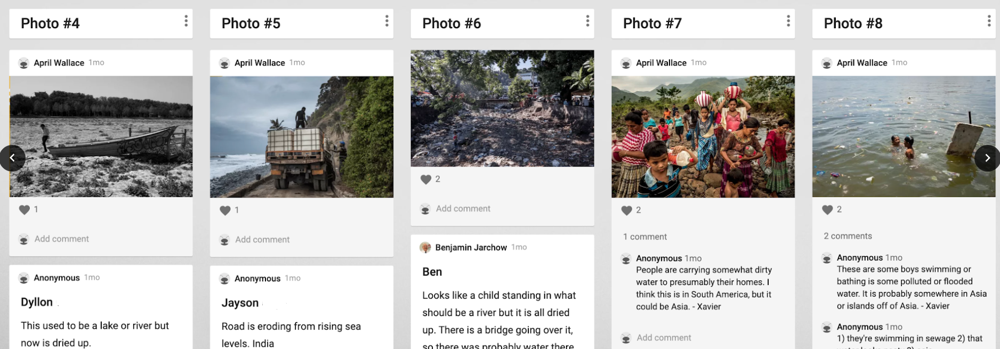 Photo #4
April Wallace 1mo
1
Add comment
Anonymous 1mo
Dyllon
This used to be a lake or river but
now is dried up.
Photo #5
April Wallace 1mo
1
Add comment
Anonymous 1mo
Jayson
Road is eroding from rising sea
levels. India
Photo #6
2
Add comment
Benjamin Jarchow 1mo
Ben
Looks like a child standing in what
should be a river but it is all dried
up. There is a bridge going over it,
so there was probably water there
Photo #7
April Wallace 1mo
2
1 comment
Anonymous 1mo
People are carrying somewhat dirty
water to presumably their homes. I
think this is in South America, but it
could be Asia. - Xavier
Add comment
Photo #8
April Wallace 1mo
2
2 comments
Anonymous 1mo
These are some boys swimming or
bathing is some polluted or flooded
water. It is probably somewhere in Asia
or islands off of Asia. - Xavier
Anonymous 1mo
1) they're swimming in sewage 2) that